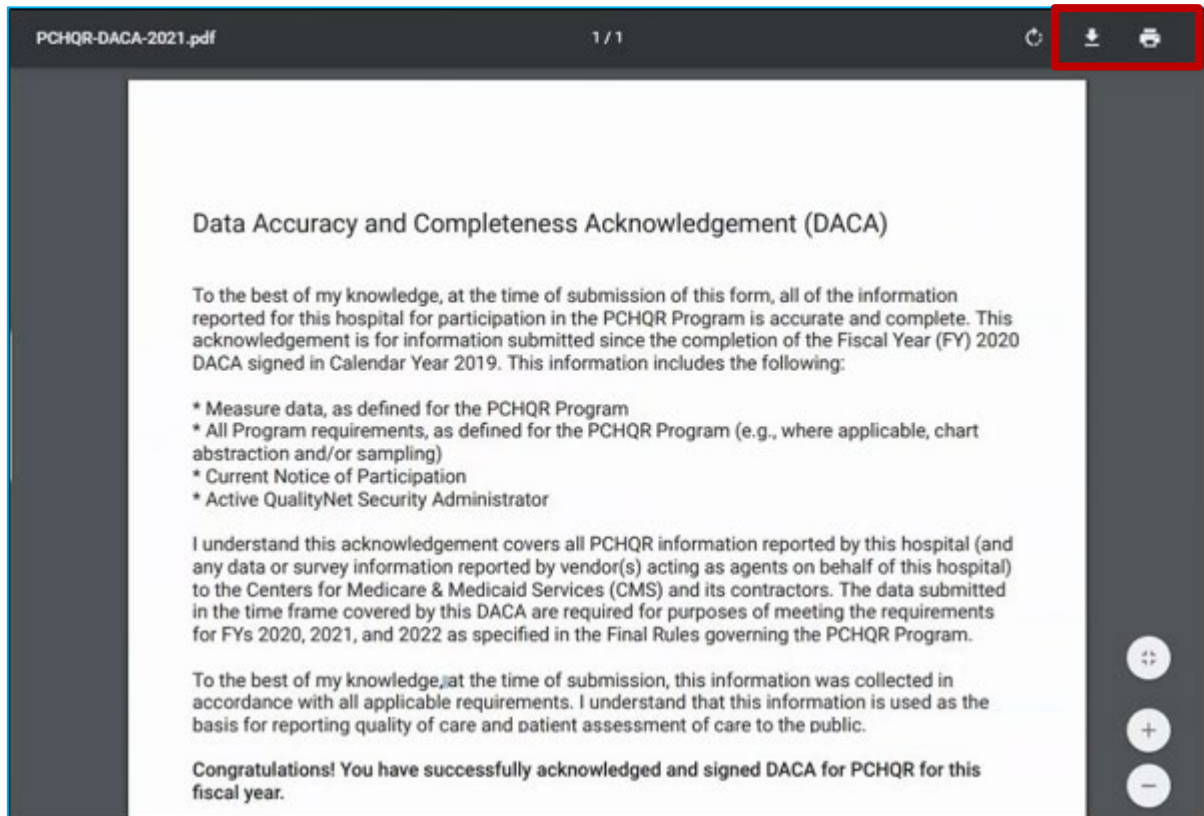 PCHQR-DACA-2021.pdf 1 / 1
Data Accuracy and Completeness Acknowledgement (DACA)
To the best of my knowledge, at the time of submission of this form, all of the information
reported for this hospital for participation in the PCHQR Program is accurate and complete. This
acknowledgement is for information submitted since the completion of the Fiscal Year (FY) 2020
DACA signed in Calendar Year 2019. This information includes the following:
* Measure data, as defined for the PCHQR Program
* All Program requirements, as defined for the PCHQR Program (e.g., where applicable, chart
abstraction and/or sampling)
* Current Notice of Participation
* Active QualityNet Security Administrator
I understand this acknowledgement covers all PCHQR information reported by this hospital (and
any data or survey information reported by vendor(s) acting as agents on behalf of this hospital)
to the Centers for Medicare & Medicaid Services (CMS) and its contractors. The data submitted
in the time frame covered by this DACA are required for purposes of meeting the requirements
for FYs 2020, 2021, and 2022 as specified in the Final Rules governing the PCHQR Program.
To the best of my knowledge, at the time of submission, this information was collected in
accordance with all applicable requirements. I understand that this information is used as the
basis for reporting quality of care and patient assessment of care to the public.
Congratulations! You have successfully acknowledged and signed DACA for PCHQR for this
fiscal year.